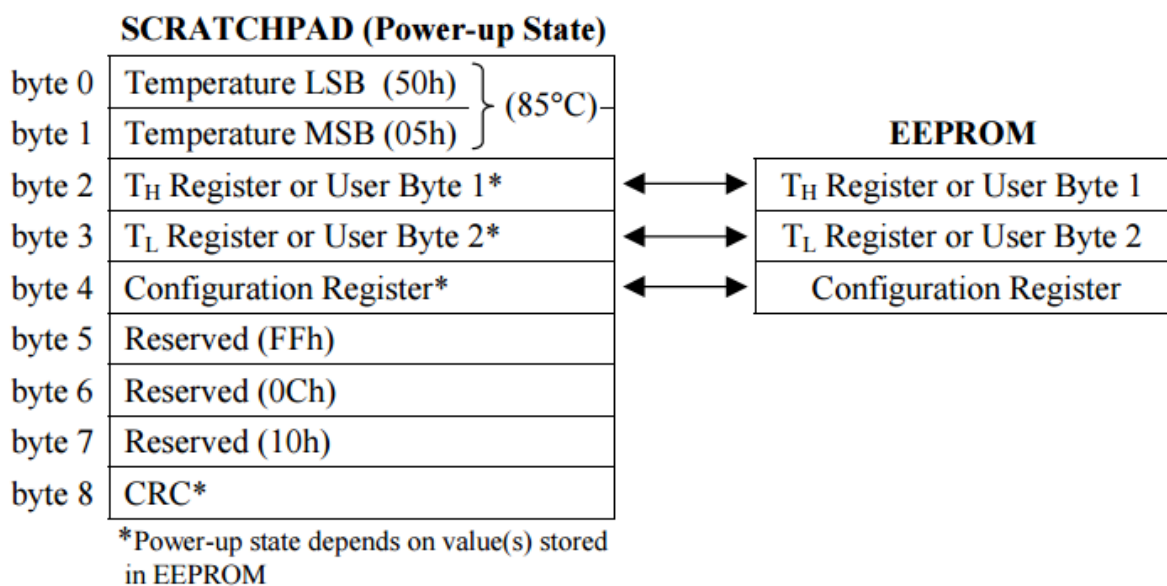 SCRATCHPAD (Power-up State)
byte 0 Temperature LSB (50h)
(85°C)
byte 1 Temperature MSB (05h)
EEPROM
byte 2 TH Register or User Byte 1* TH Register or User Byte 1
byte 3 TL Register or User Byte 2* TL Register or User Byte 2
byte 4 Configuration Register* Configuration Register
byte 5 Reserved (FFh)
byte 6 Reserved (0Ch)
byte 7 Reserved (10h)
byte 8 CRC*
*Power-up state depends on value(s) stored
in EEPROM